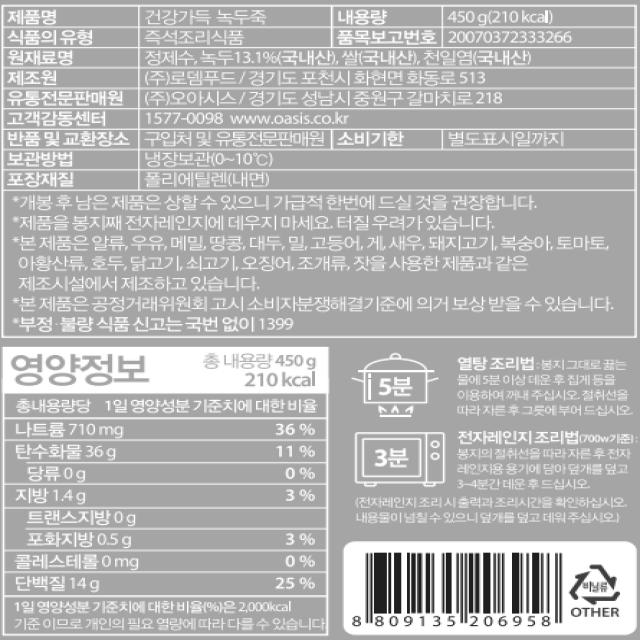 제품명 건강가득 녹두죽 내용량 450 g(210 kcal)
식품의 유형 즉석조리식품 품목보고번호 20070372333266
원재료명 정제수, 녹두13.1%(국내산), 쌀(국내산), 천일염(국내산)
제조원 (주)로뎀푸드 / 경기도 포천시 화현면 화동로 513
유통전문판매원 (주)오아시스 / 경기도 성남시 중원구 갈마치로 218
고객감동센터 1577-0098 www.oasis.co.kr
반품 및 교환장소 구입처 및 유통전문판매원 소비기한 별도표시일까지
보관방법 냉장보관(0~10℃)
포장재질 폴리에틸렌(내면)
*개봉 후 남은 제품은 상할 수 있으니 가급적 한번에 드실 것을 권장합니다.
*제품을 봉지째 전자레인지에 데우지 마세요. 터질 우려가 있습니다.
*본 제품은 알류, 우유, 메밀, 땅콩, 대두, 밀, 고등어, 게, 새우, 돼지고기, 복숭아, 토마토,
아황산류, 호두, 닭고기, 쇠고기, 오징어, 조개류, 잣을 사용한 제품과 같은
제조시설에서 제조하고 있습니다.
*본 제품은 공정거래위원회 고시 소비자분쟁해결기준에 의거 보상 받을 수 있습니다.
*부정·불량 식품 신고는 국번 없이 1399
영양정보 총 내용량 450 g
210 kcal
총내용량당 1일 영양성분 기준치에 대한 비율
나트륨 710 mg 36 %
탄수화물 36 g 11 %
당류 0 g 0 %
지방 1.4 g 3 %
트랜스지방 0 g
포화지방 0.5 g 3 %
콜레스테롤 0 mg 0 %
단백질 14 g 25 %
1일 영양성분 기준치에 대한 비율(%)은 2,000kcal
기준 이므로 개인의 필요 열량에 따라 다를 수 있습니다.
5분
열탕 조리법 : 봉지 그대로 끓는
물에 5분 이상 데운 후 집게 등을
이용하여 꺼내 주십시오. 절취선을
따라 자른 후 그릇에 부어 드십시오.
3분
전자레인지 조리법(700w기준) :
봉지의 절취선을 따라 자른 후 전자
레인지용 용기에 담아 덮개를 덮고
3~4분간 데운 후 드십시오.
(전자레인지 조리 시 출력과 조리시간을 확인하십시오.
내용물이 넘칠 수 있으니 덮개를 덮고 데워 주십시오.)
8 809135 206958
비닐류
OTHER